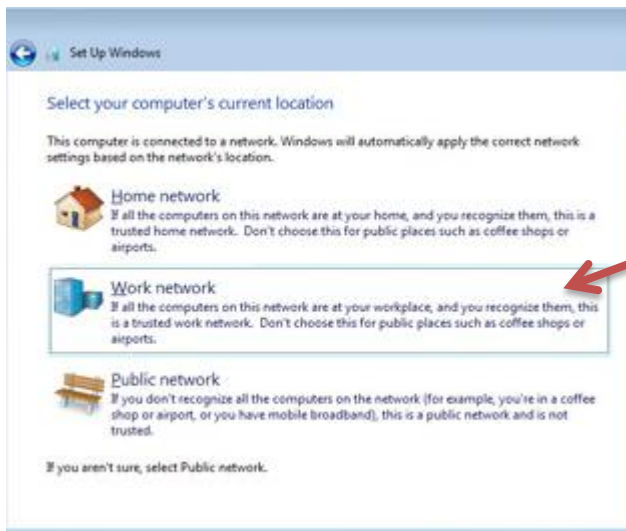 Set Up Windows
Select your computer's current location
This computer is connected to a network. Windows will automatically apply the correct network
settings based on the network's location.
Home network
If all the computers on this network are at your home, and you recognize them, this is a
trusted home network. Don't choose this for public places such as coffee shops or
airports.
Work network
If all the computers on this network are at your workplace, and you recognize them, this
is a trusted work network. Don't choose this for public places such as coffee shops or
airports.
Public network
If you don't recognize all the computers on the network (for example, you're in a coffee
shop or airport, or you have mobile broadband), this is a public network and is not
trusted.
If you aren't sure, select Public network.